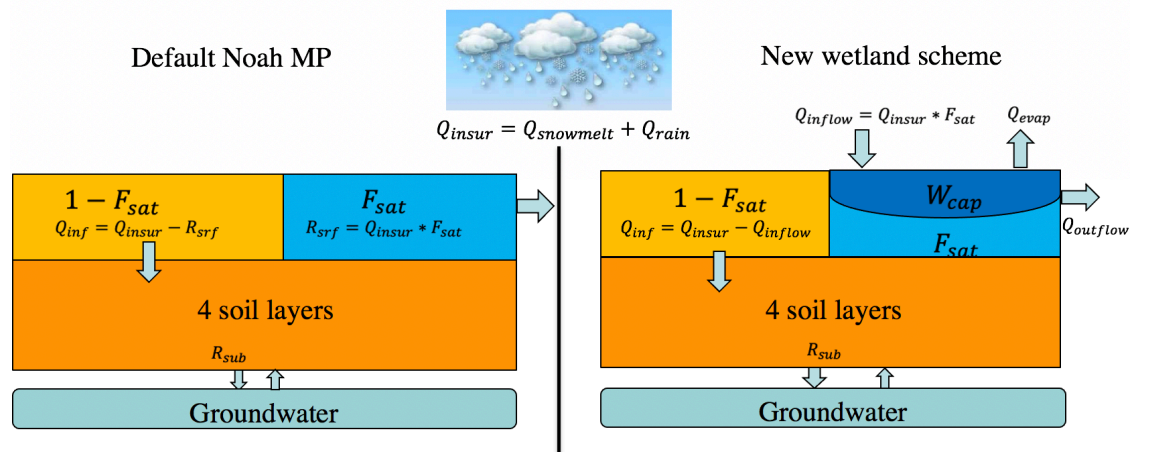 Default Noah MP
New wetland scheme
Q_insur = Q_snowmelt + Q_rain
Q_inflow = Q_insur * F_sat
Q_evap
1 − F_sat
Q_inf = Q_insur − R_srf
F_sat
R_srf = Q_insur * F_sat
4 soil layers
R_sub
Groundwater
1 − F_sat
Q_inf = Q_insur − Q_inflow
W_cap
F_sat
Q_outflow
4 soil layers
R_sub
Groundwater